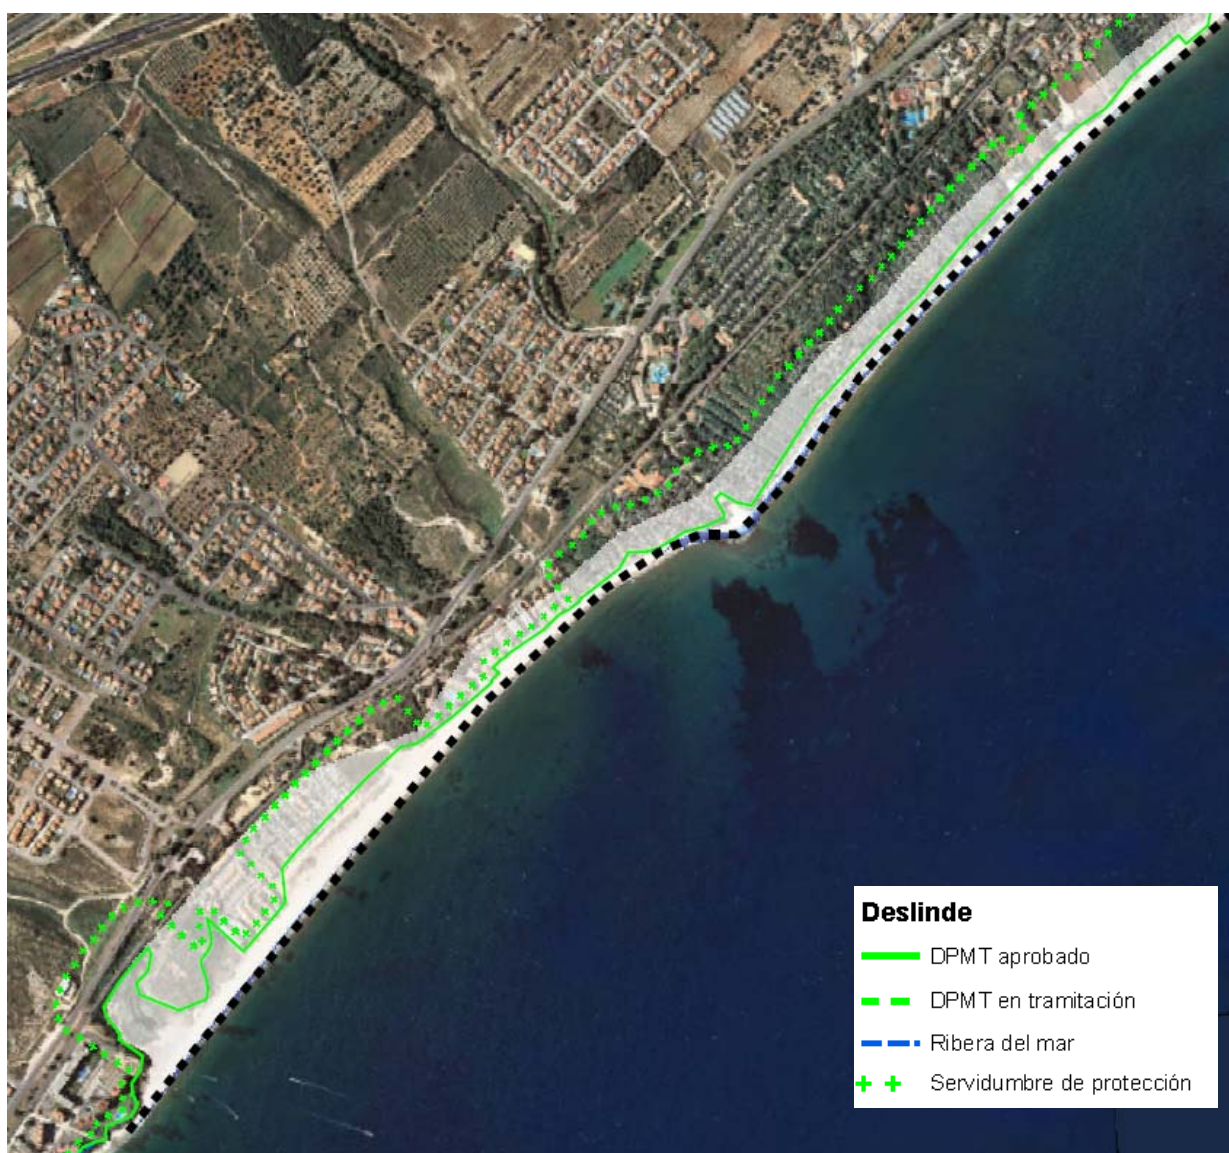 Deslinde
DPMT aprobado
DPMT en tramitación
Ribera del mar
Servidumbre de protección